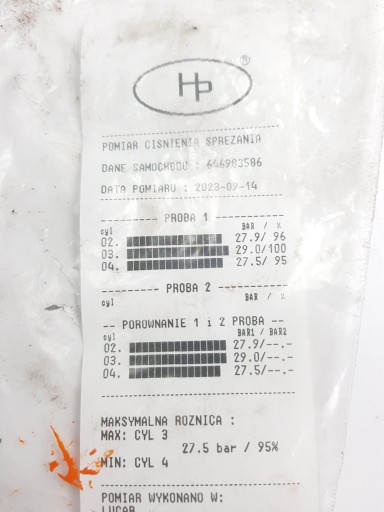 Hp ®
POMIAR CISNIENIA SPREZANIA
DANE SAMOCHODU : 646983586
DATA POMIARU : 2023-09-14
-------- PROBA 1 --------
cyl BAR / %
02. 27.9/ 96
03. 29.0/100
04. 27.5/ 95
-------- PROBA 2 --------
cyl BAR / %
-- POROWNANIE 1 i 2 PROBA --
cyl BAR1 / BAR2
02. 27.9/--.-
03. 29.0/--.-
04. 27.5/--.-
MAKSYMALNA ROZNICA :
MAX: CYL 3
27.5 bar / 95%
MIN: CYL 4
POMIAR WYKONANO W:
LUCAR